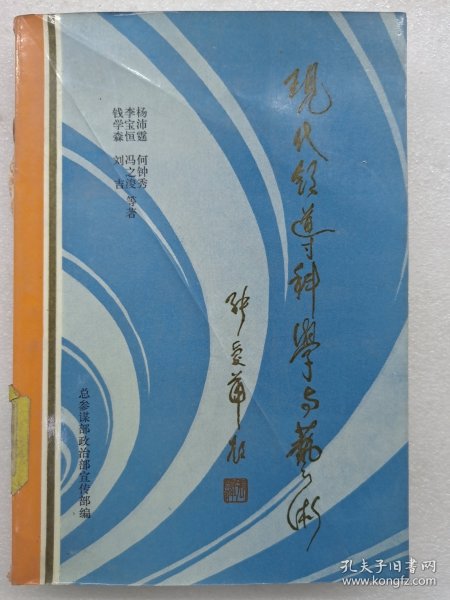 现代领導科學与藝術
杨沛霆 何钟秀
李宝恒 冯之浚 等著
钱学森 刘吉
张爱萍题
总参谋部政治部宣传部编
孔夫子旧书网
www.kongfz.com